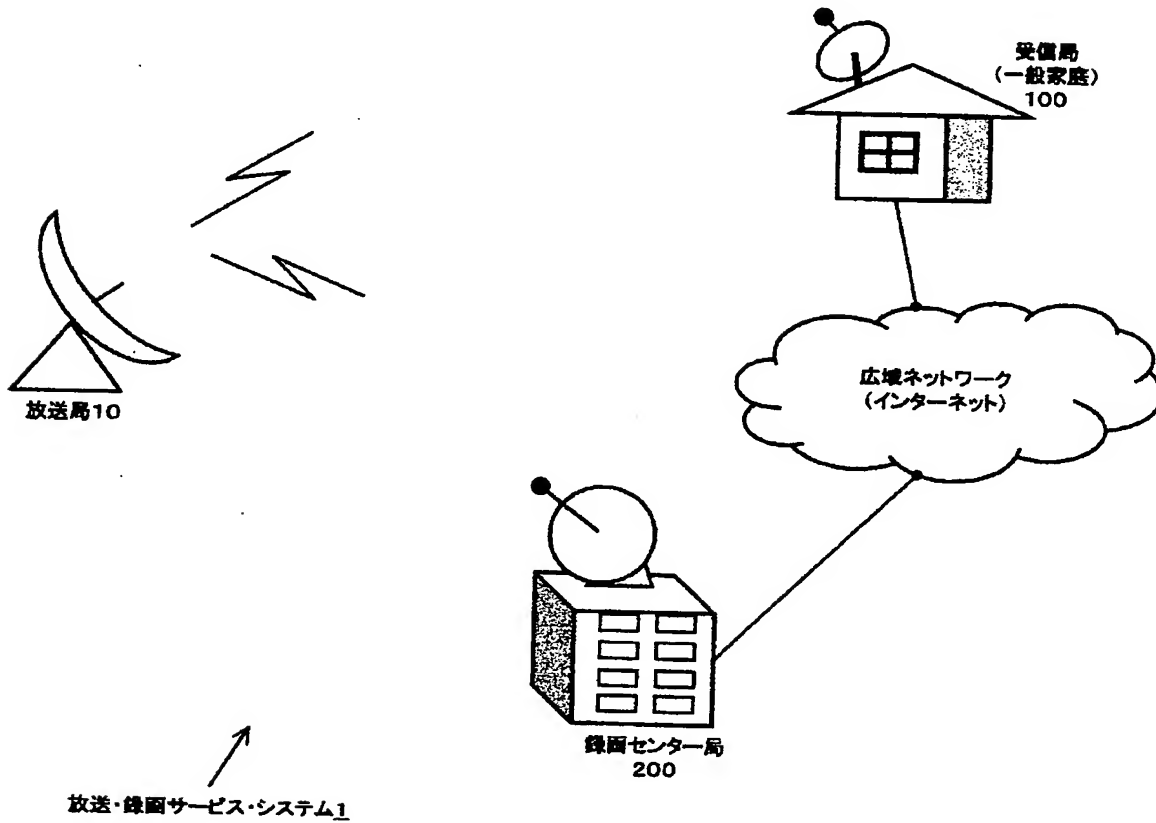 受信局
(一般家庭)
100
放送局10
広域ネットワーク
(インターネット)
録画センター局
200
放送・録画サービス・システム1